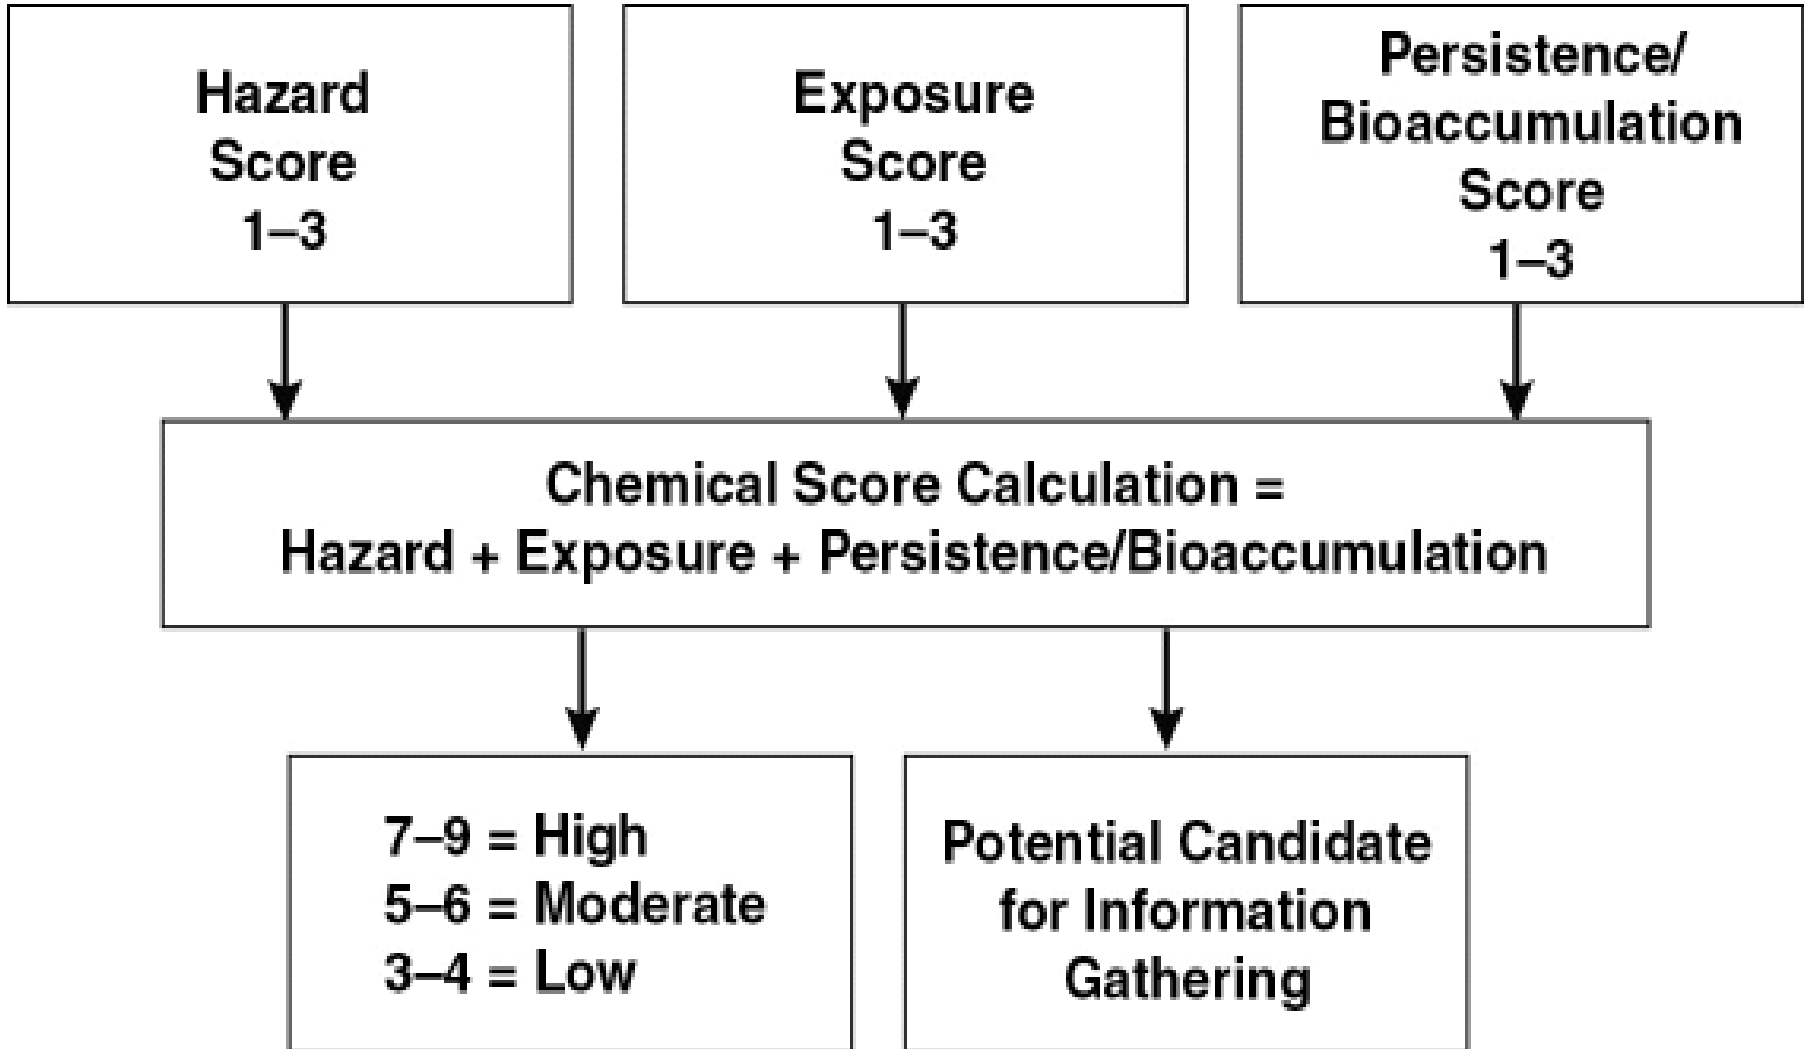 Hazard
Score
1–3
Exposure
Score
1–3
Persistence/
Bioaccumulation
Score
1–3
Chemical Score Calculation =
Hazard + Exposure + Persistence/Bioaccumulation
7–9 = High
5–6 = Moderate
3–4 = Low
Potential Candidate
for Information
Gathering